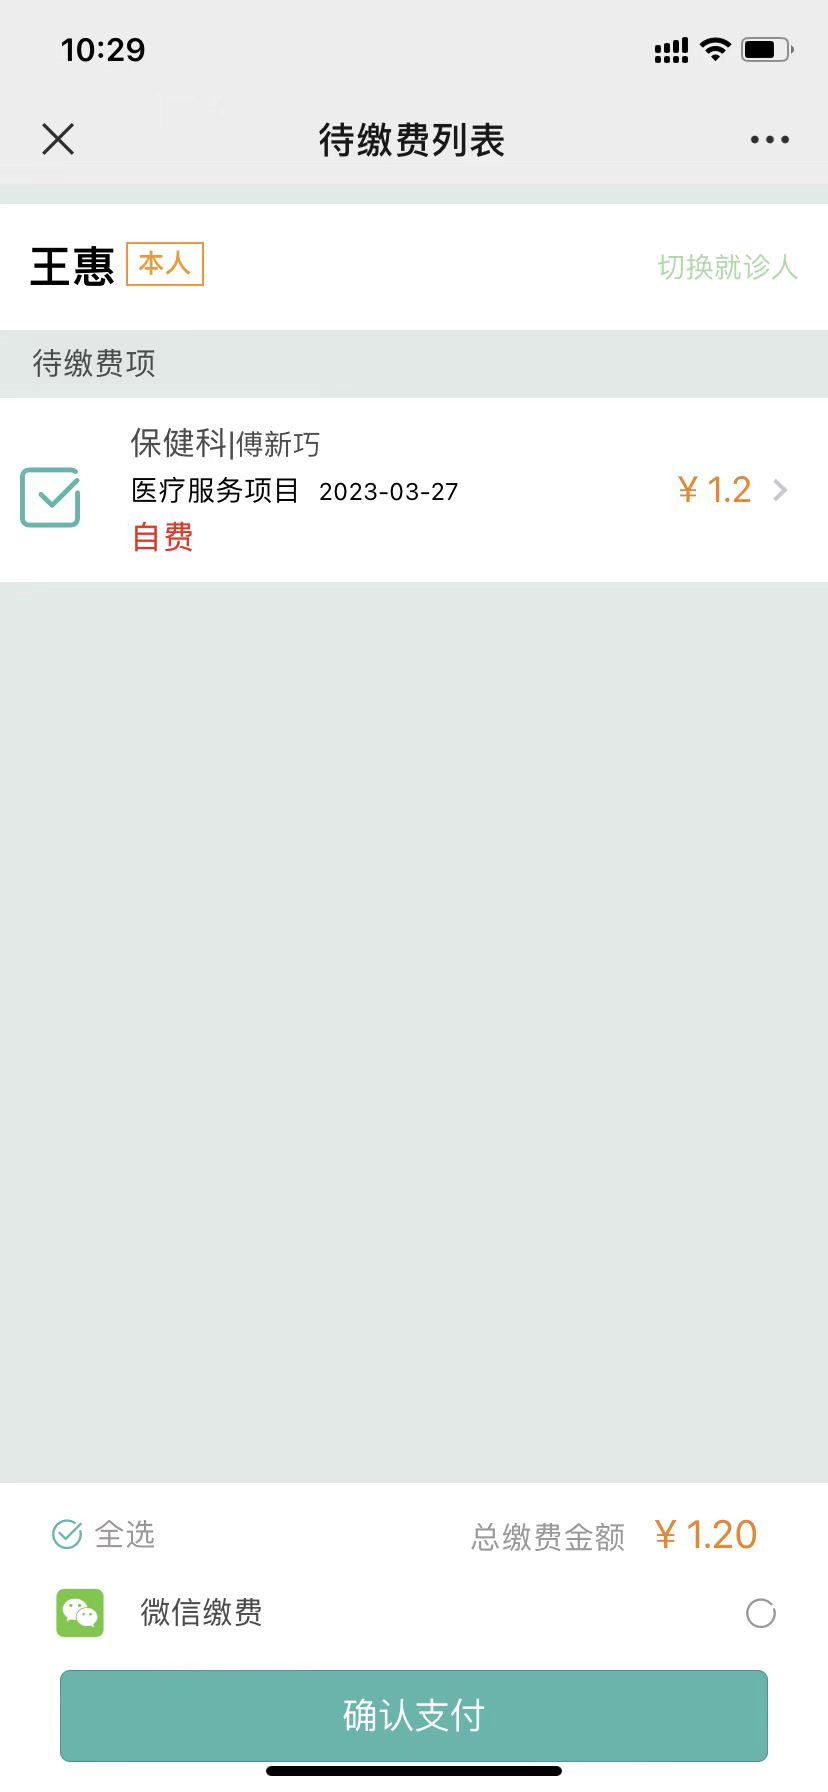 10:29
待缴费列表
王惠 本人 切换就诊人
待缴费项
保健科|傅新巧
医疗服务项目 2023-03-27 ¥ 1.2
自费
全选 总缴费金额 ¥ 1.20
微信缴费
确认支付